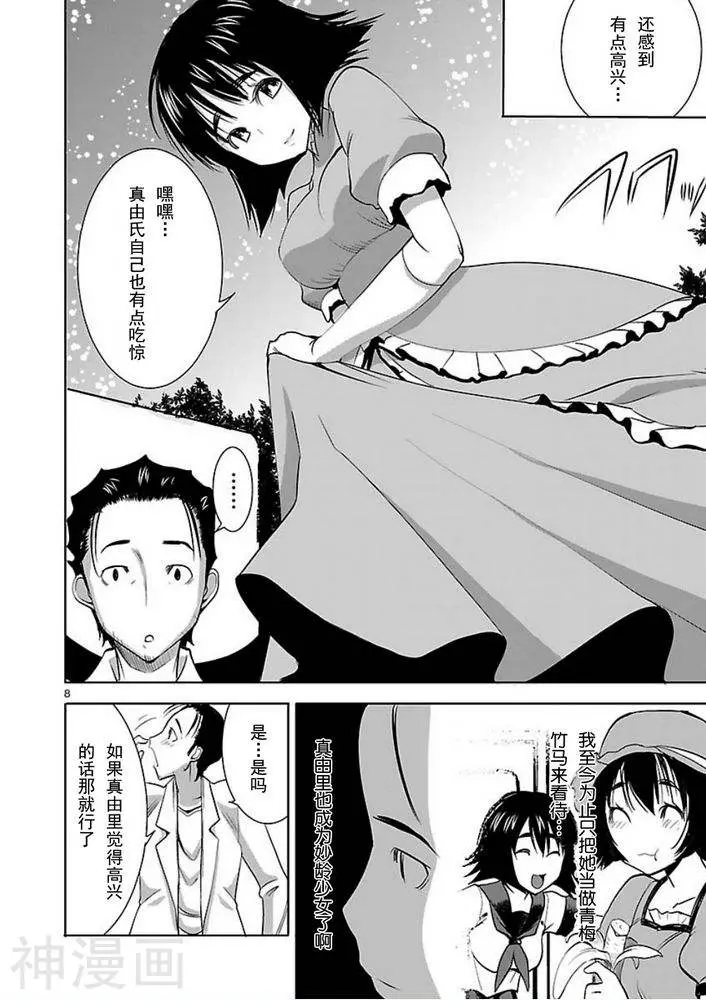 还感到
有点高兴…
嘿嘿…
真由氏自己也有点吃惊
……
我至今为止只把她当做青梅
竹马来看待…
真由里也成为妙龄少女了啊
是…是吗
如果真由里觉得高兴
的话那就行了
8
神漫画